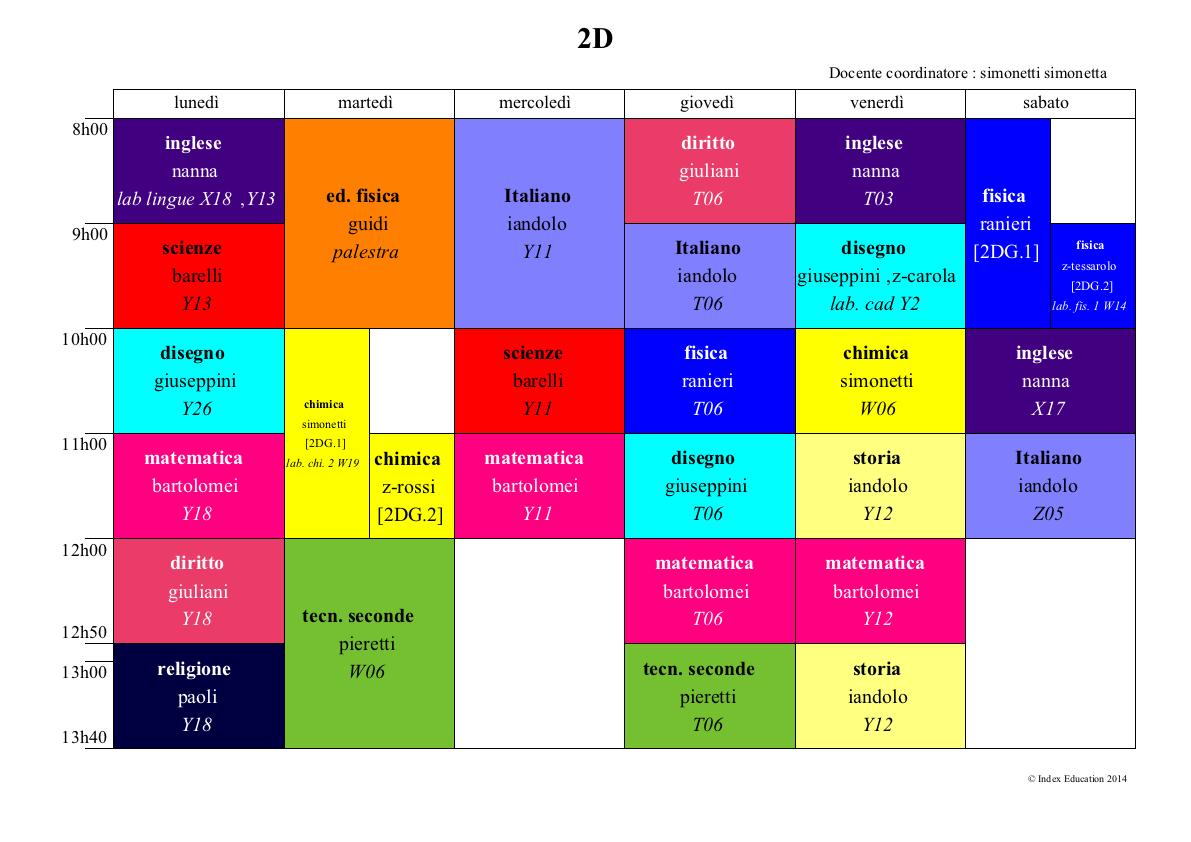 2D
Docente coordinatore : simonetti simonetta
lunedì martedì mercoledì giovedì venerdì sabato
8h00
inglese
nanna
lab lingue X18 ,Y13
ed. fisica
guidi
palestra
Italiano
iandolo
Y11
diritto
giuliani
T06
inglese
nanna
T03
fisica
ranieri
[2DG.1]
9h00
scienze
barelli
Y13
Italiano
iandolo
T06
disegno
giuseppini ,z-carola
lab. cad Y2
fisica
z-tessarolo
[2DG.2]
lab. fis. 1 W14
10h00
disegno
giuseppini
Y26
chimica
simonetti
[2DG.1]
lab. chi. 2 W19
scienze
barelli
Y11
fisica
ranieri
T06
chimica
simonetti
W06
inglese
nanna
X17
11h00
matematica
bartolomei
Y18
chimica
z-rossi
[2DG.2]
matematica
bartolomei
Y11
disegno
giuseppini
T06
storia
iandolo
Y12
Italiano
iandolo
Z05
12h00
diritto
giuliani
Y18
tecn. seconde
pieretti
W06
matematica
bartolomei
T06
matematica
bartolomei
Y12
12h50
13h00
religione
paoli
Y18
tecn. seconde
pieretti
T06
storia
iandolo
Y12
13h40
© Index Education 2014